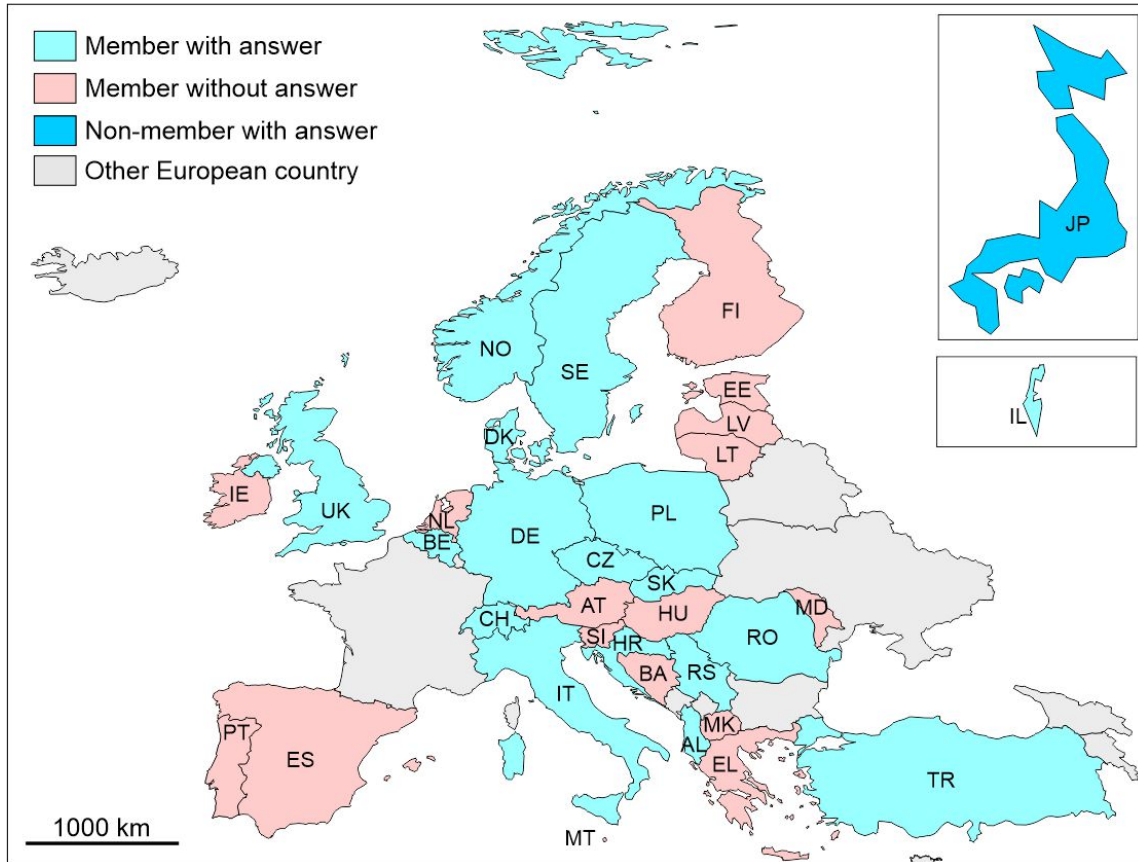 Member with answer
Member without answer
Non-member with answer
Other European country
JP
FI
NO
SE
EE
IL
LV
DK
LT
IE
UK
NL
PL
BE
DE
CZ
SK
AT
HU
MD
CH
SI
HR
RO
BA
RS
IT
PT
MK
ES
AL
EL
TR
1000 km
MT